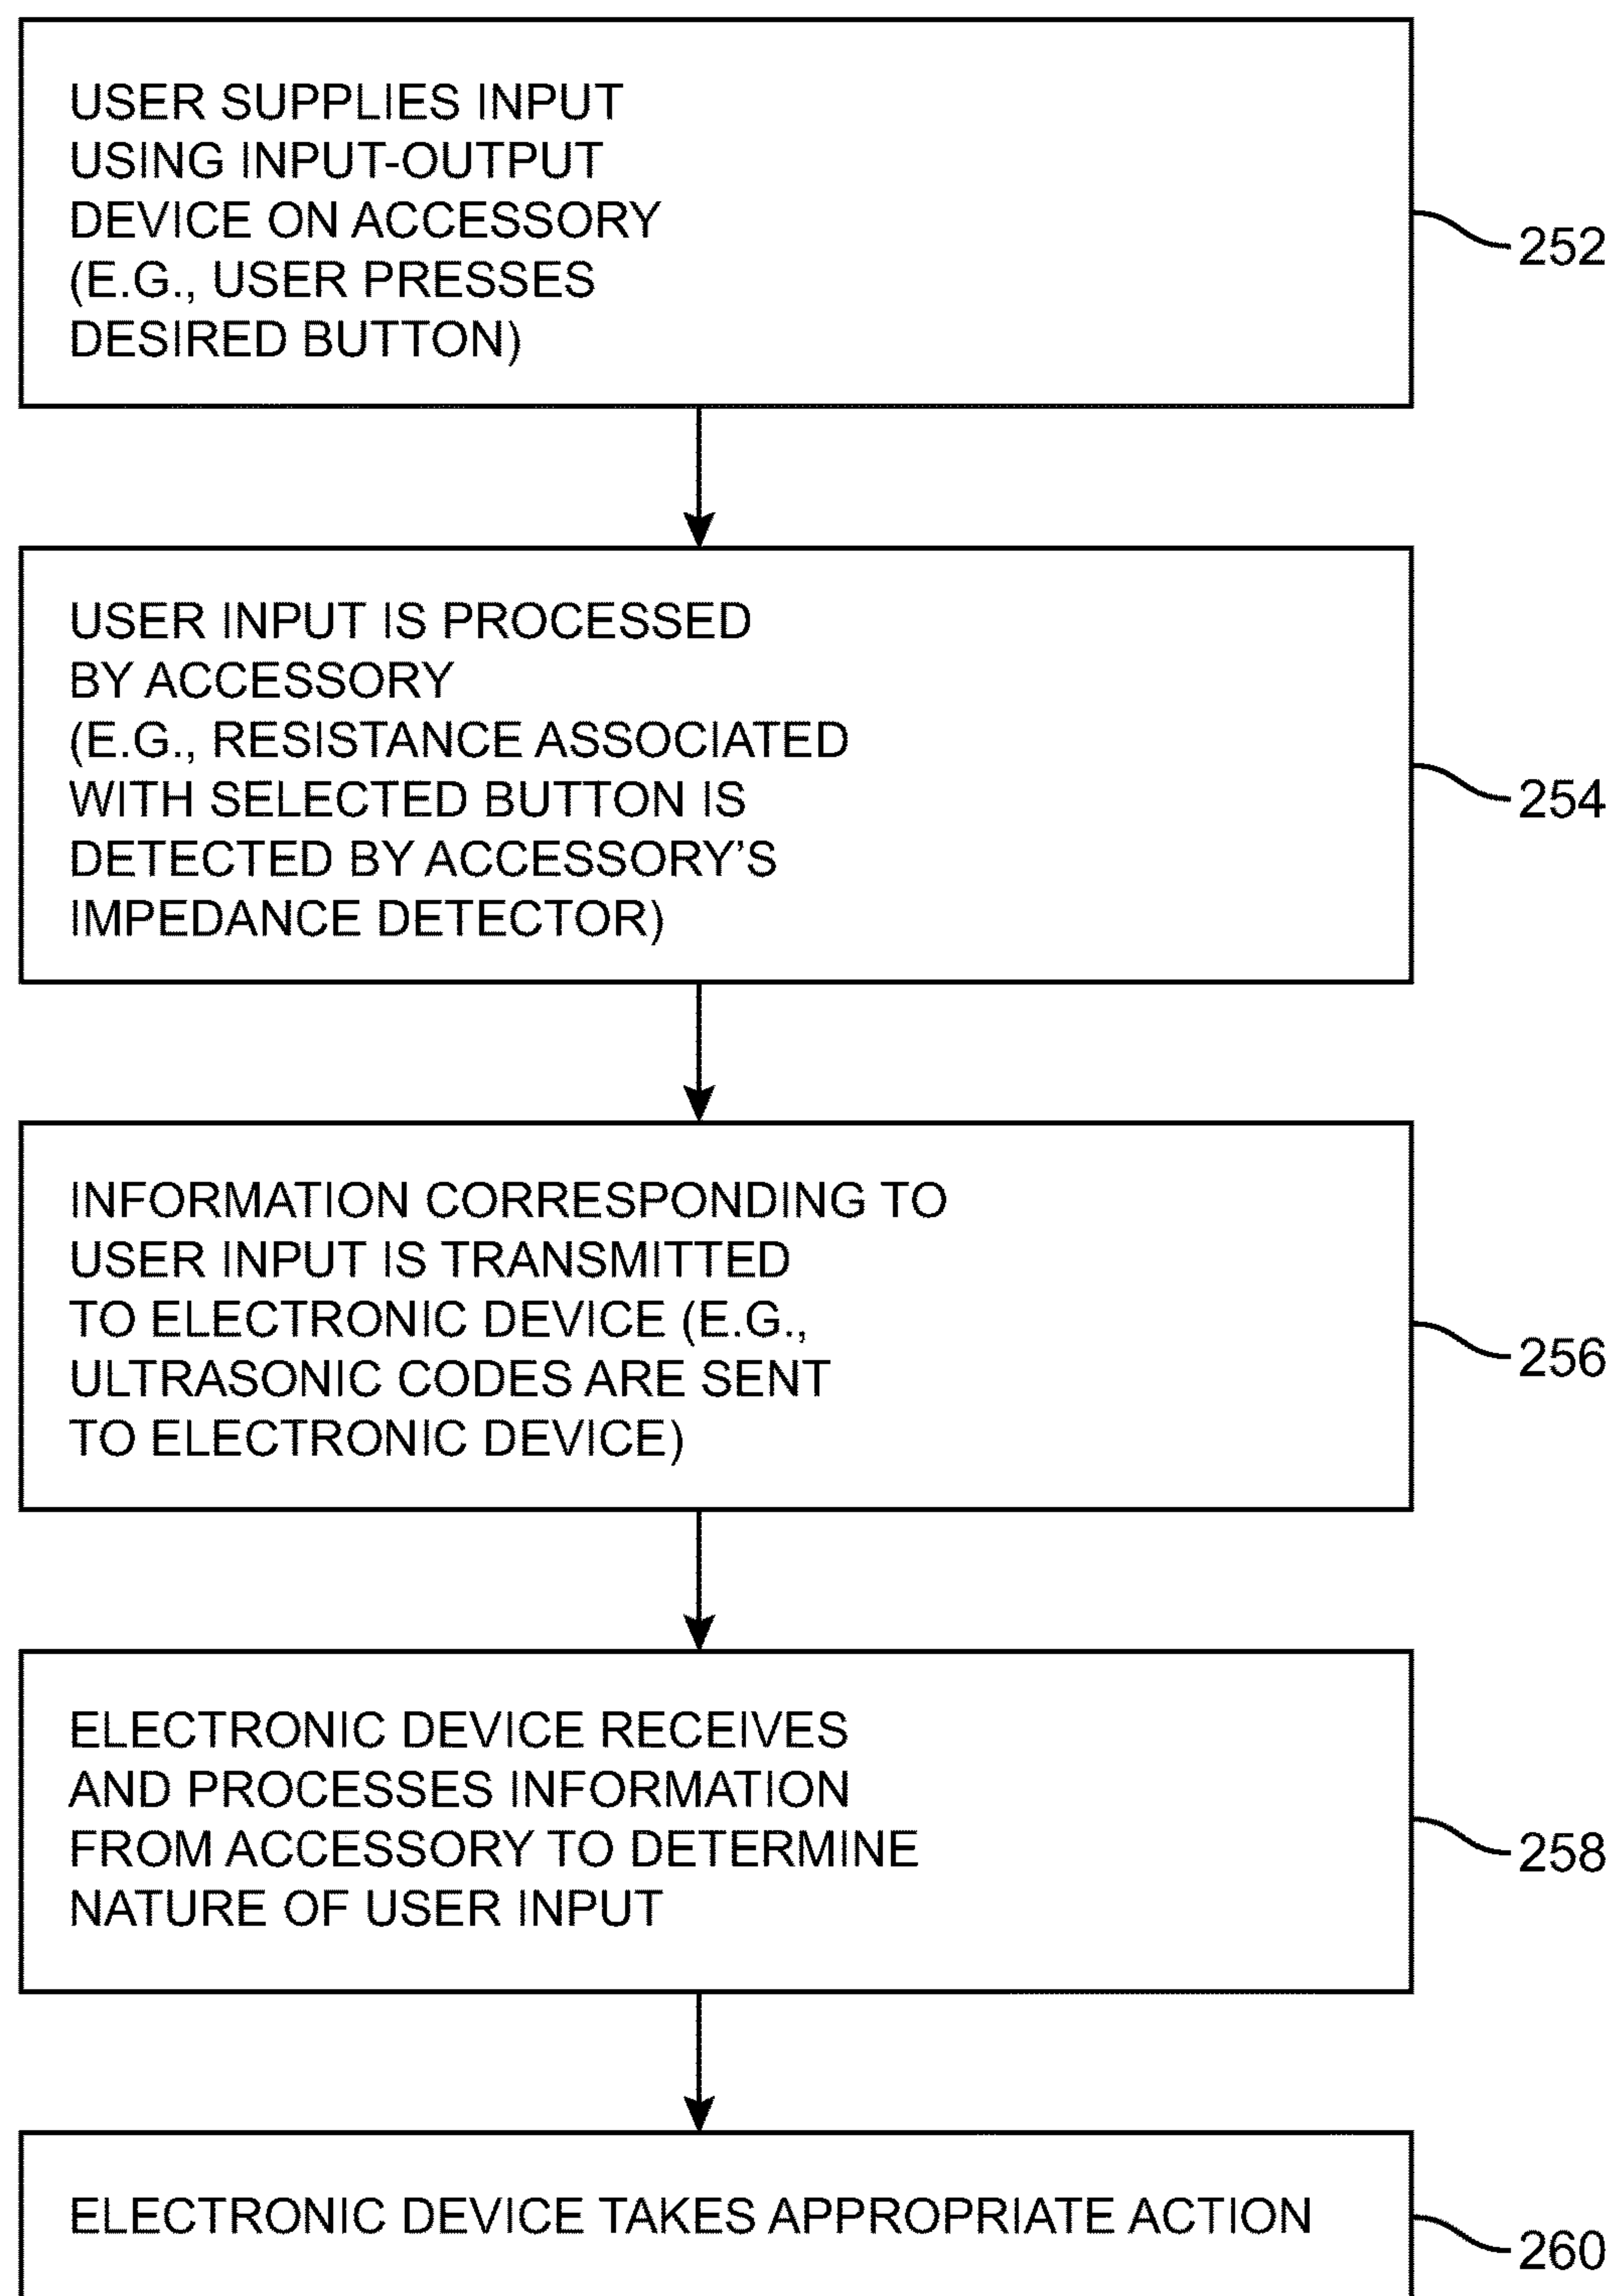 USER SUPPLIES INPUT
USING INPUT-OUTPUT
DEVICE ON ACCESSORY
(E.G., USER PRESSES
DESIRED BUTTON)
252
USER INPUT IS PROCESSED
BY ACCESSORY
(E.G., RESISTANCE ASSOCIATED
WITH SELECTED BUTTON IS
DETECTED BY ACCESSORY'S
IMPEDANCE DETECTOR)
254
INFORMATION CORRESPONDING TO
USER INPUT IS TRANSMITTED
TO ELECTRONIC DEVICE (E.G.,
ULTRASONIC CODES ARE SENT
TO ELECTRONIC DEVICE)
256
ELECTRONIC DEVICE RECEIVES
AND PROCESSES INFORMATION
FROM ACCESSORY TO DETERMINE
NATURE OF USER INPUT
258
ELECTRONIC DEVICE TAKES APPROPRIATE ACTION
260